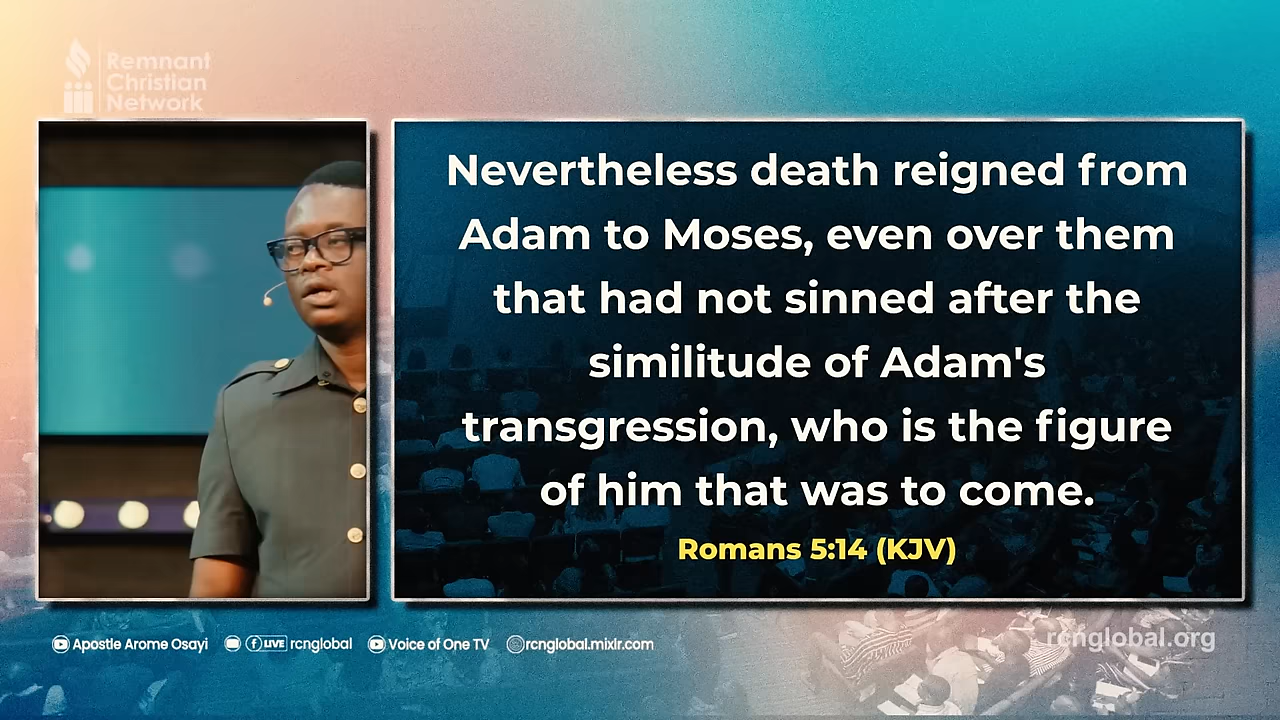 Remnant
Christian
Network
Nevertheless death reigned from
Adam to Moses, even over them
that had not sinned after the
similitude of Adam's
transgression, who is the figure
of him that was to come.
Romans 5:14 (KJV)
Apostle Arome Osayi LIVE rcnglobal Voice of One TV rcnglobal.mixlr.com
rcnglobal.org